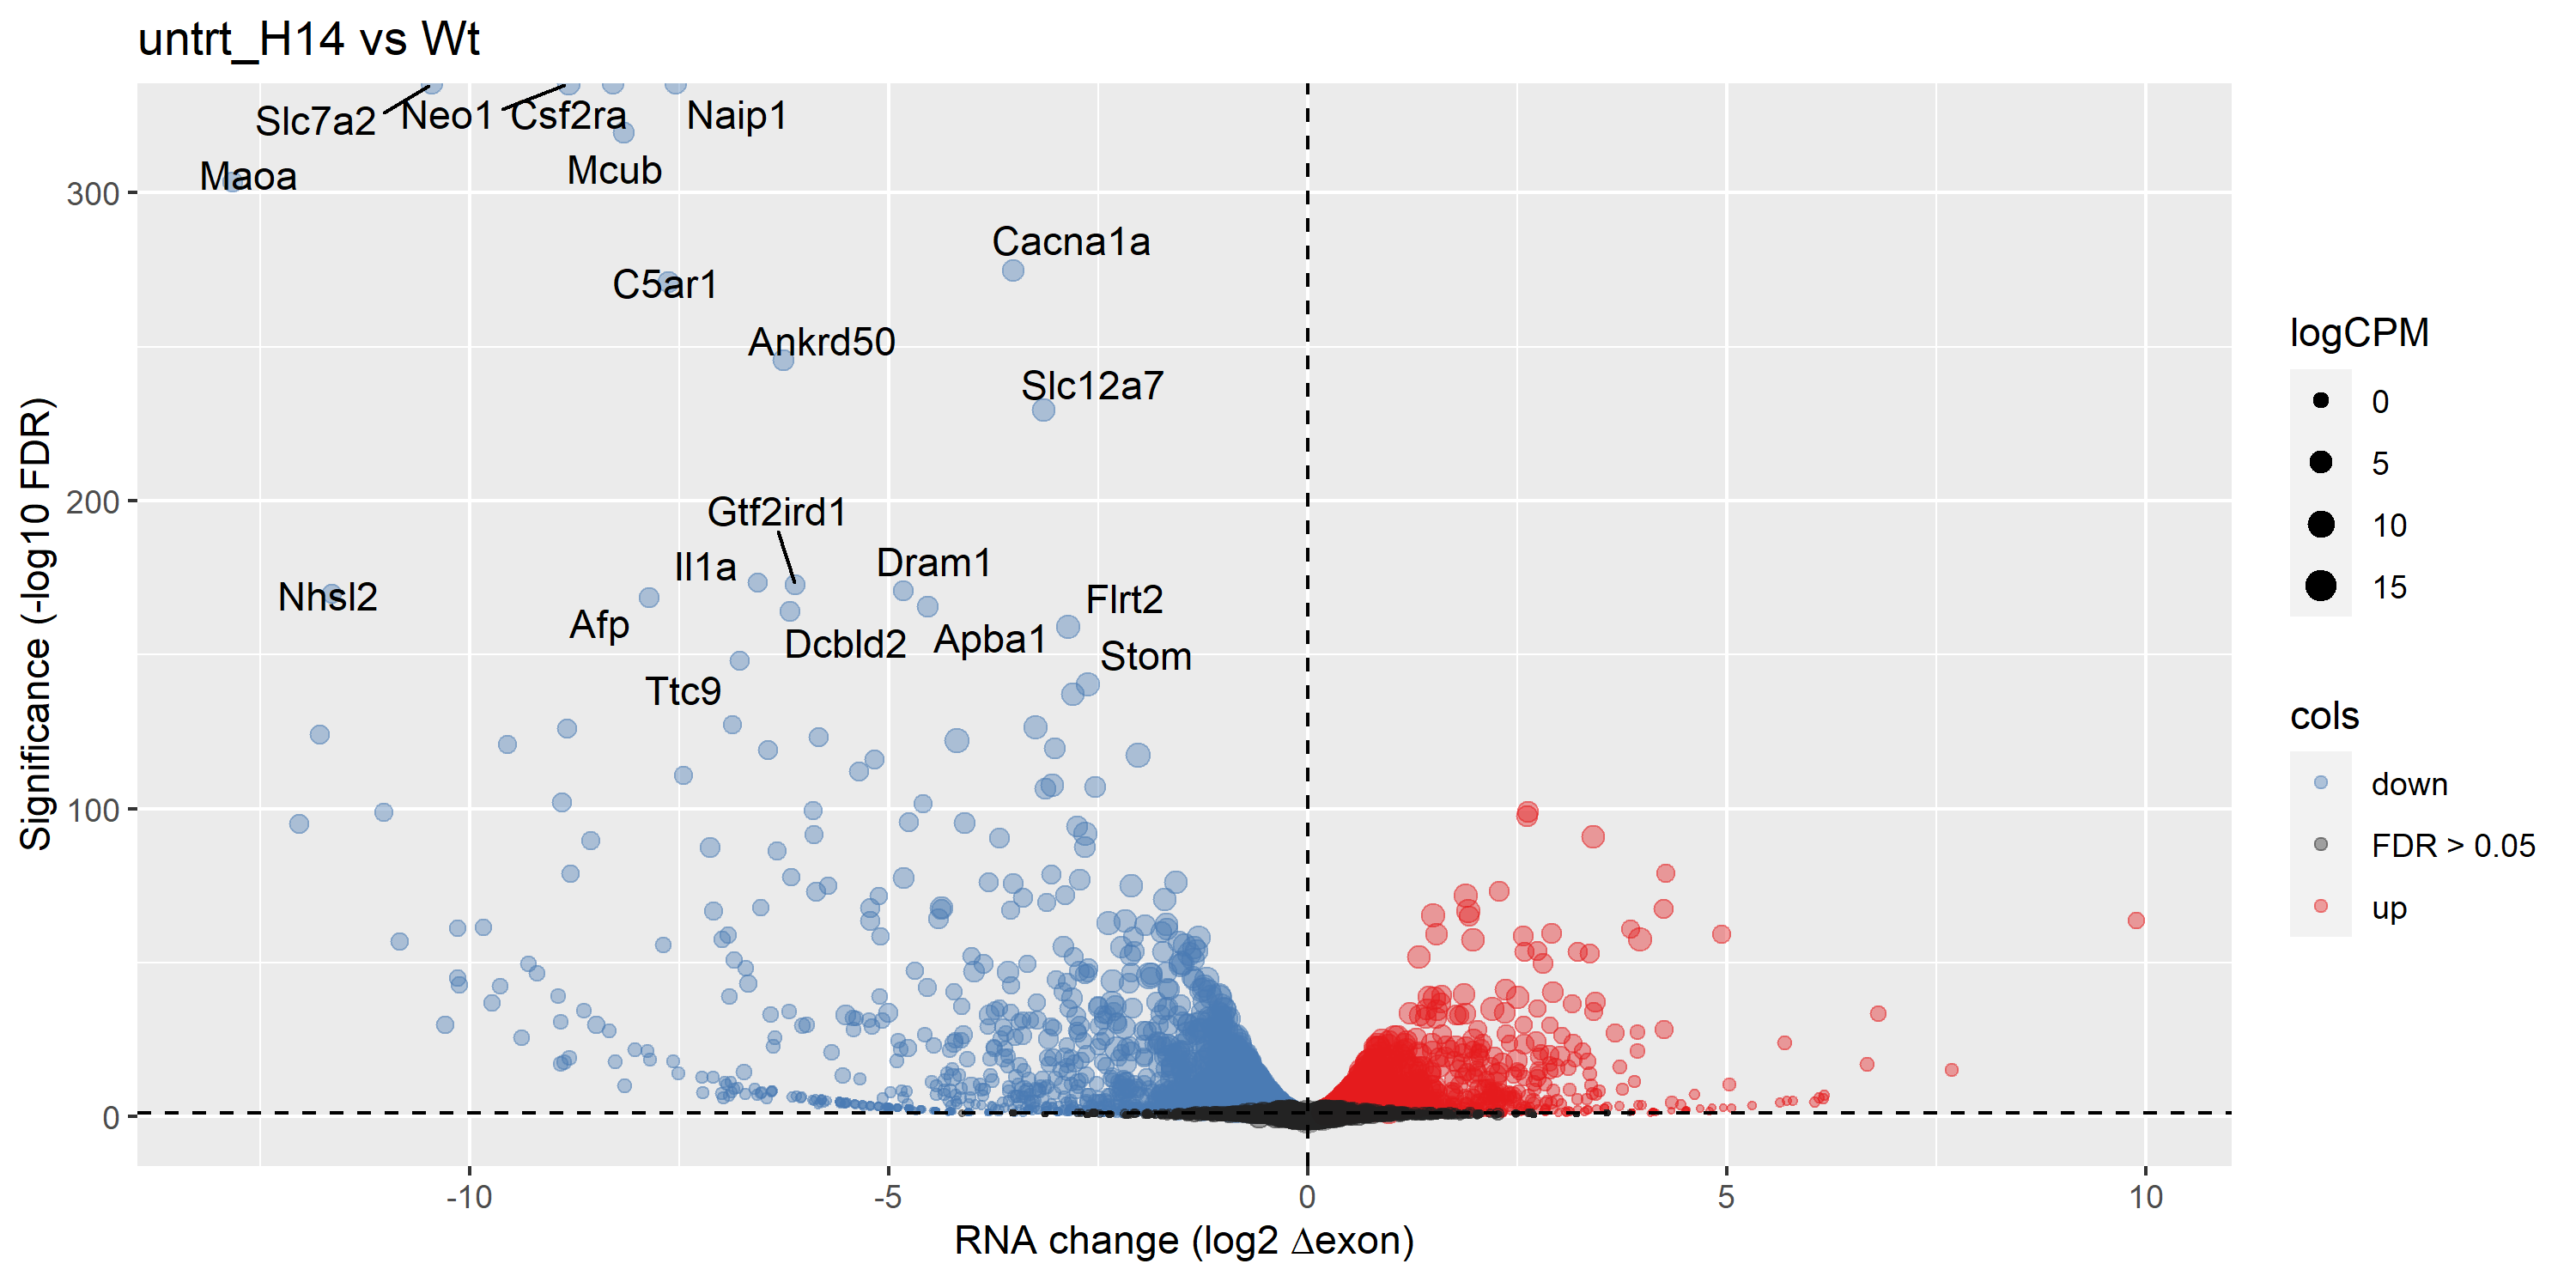 untrt_H14 vs Wt
Slc7a2
Neo1
Csf2ra
Naip1
Mcub
Maoa
Cacna1a
C5ar1
Ankrd50
Slc12a7
Gtf2ird1
Il1a
Dram1
Nhsl2
Afp
Dcbld2
Apba1
Flrt2
Stom
Ttc9
300
200
100
0
Significance (-log10 FDR)
-10
-5
0
5
10
RNA change (log2 Δexon)
logCPM
0
5
10
15
cols
down
FDR > 0.05
up